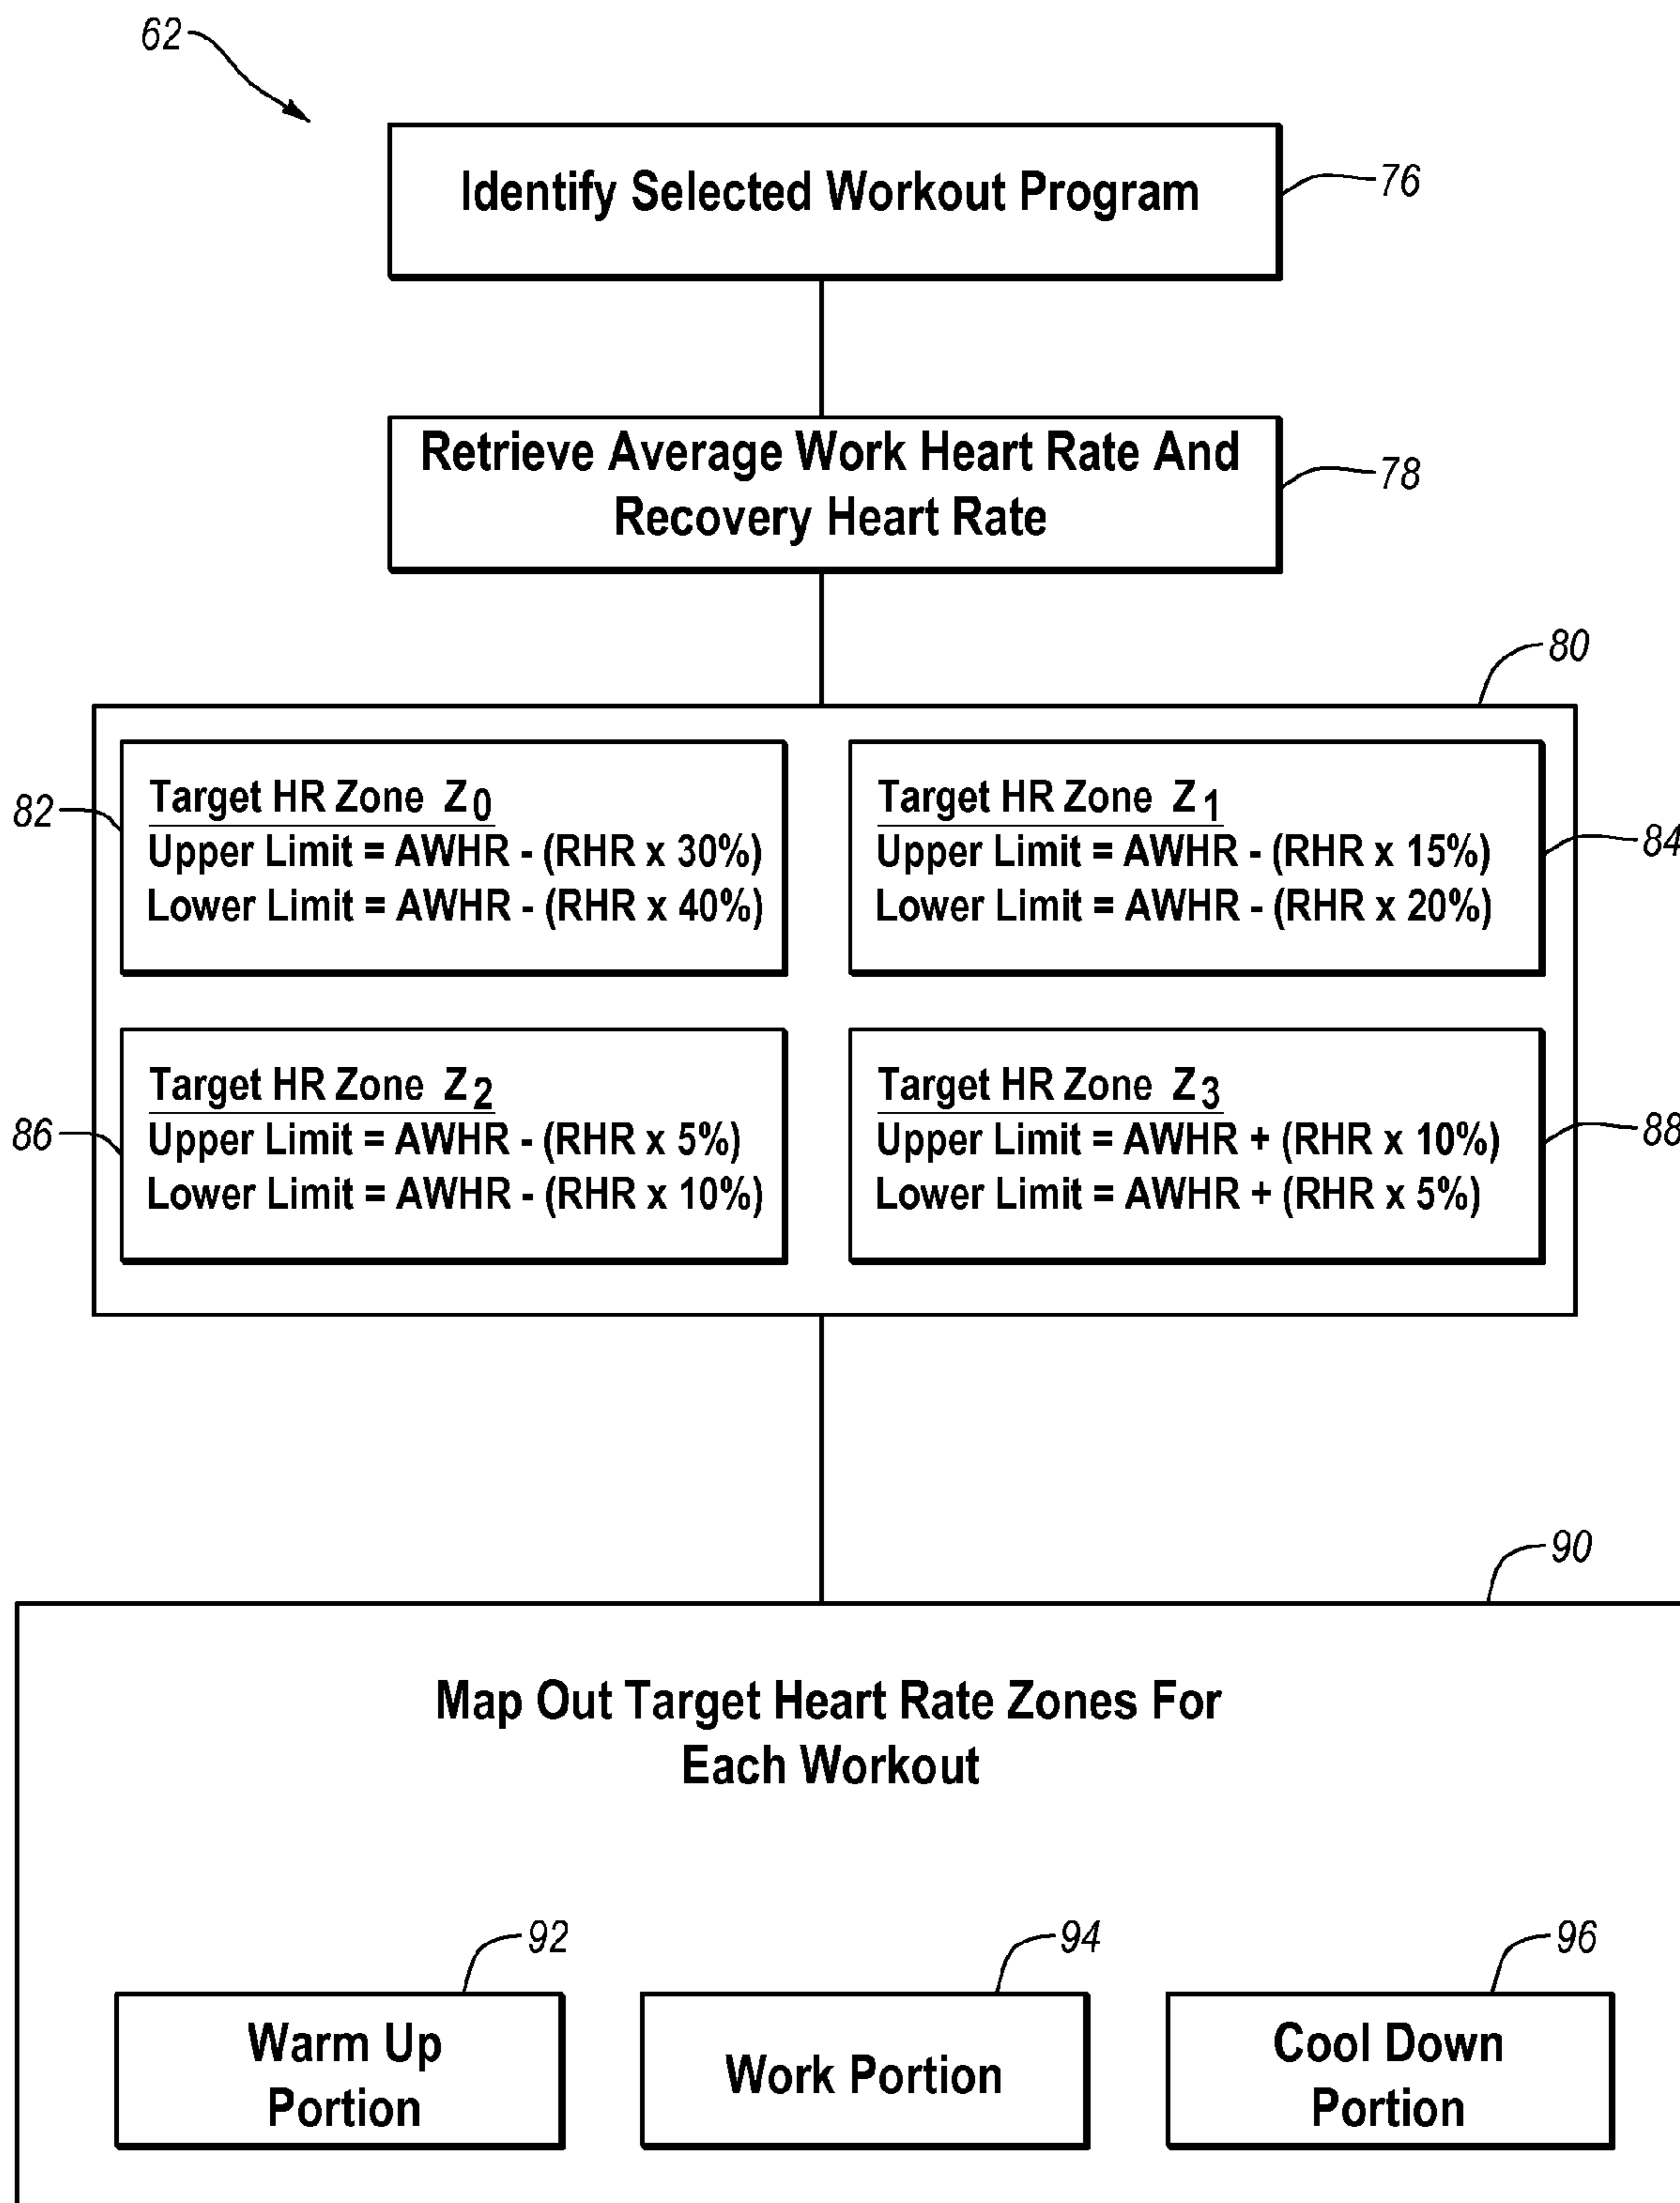 62
Identify Selected Workout Program
76
Retrieve Average Work Heart Rate And
Recovery Heart Rate
78
80
82
Target HR Zone Z0
Upper Limit = AWHR - (RHR x 30%)
Lower Limit = AWHR - (RHR x 40%)
Target HR Zone Z1
Upper Limit = AWHR - (RHR x 15%)
Lower Limit = AWHR - (RHR x 20%)
84
86
Target HR Zone Z2
Upper Limit = AWHR - (RHR x 5%)
Lower Limit = AWHR - (RHR x 10%)
Target HR Zone Z3
Upper Limit = AWHR + (RHR x 10%)
Lower Limit = AWHR + (RHR x 5%)
88
90
Map Out Target Heart Rate Zones For
Each Workout
92
Warm Up
Portion
94
Work Portion
96
Cool Down
Portion